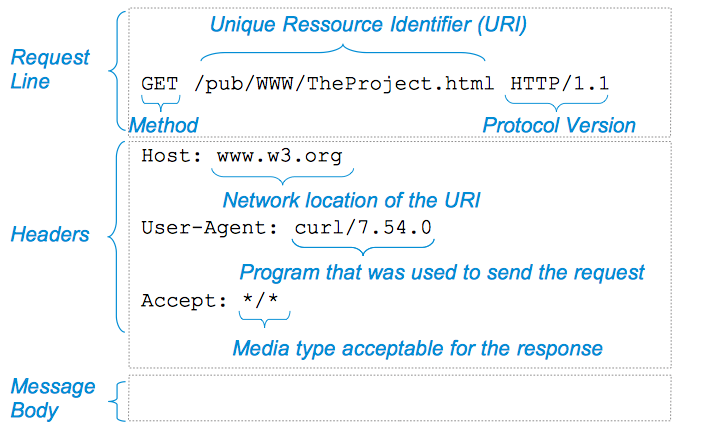 Unique Ressource Identifier (URI)
Request
Line
GET /pub/WWW/TheProject.html HTTP/1.1
Method
Protocol Version
Host: www.w3.org
Network location of the URI
Headers
User-Agent: curl/7.54.0
Program that was used to send the request
Accept: */*
Media type acceptable for the response
Message
Body